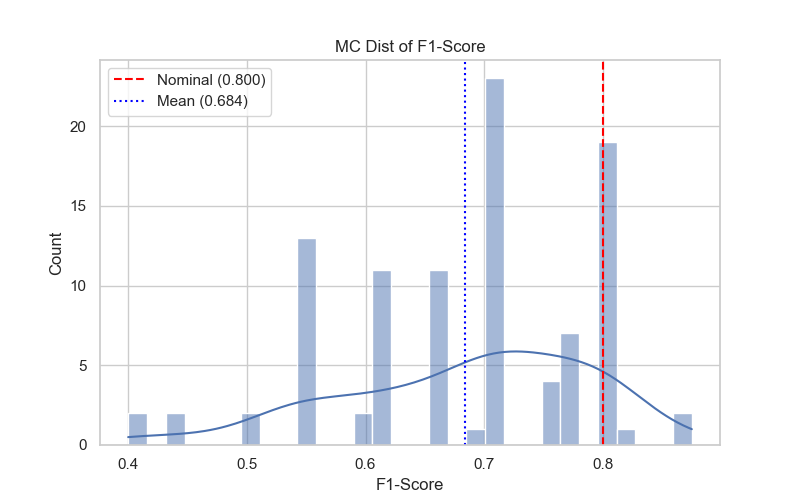 MC Dist of F1-Score
Nominal (0.800)
Mean (0.684)
Count
20
15
10
5
0
0.4 0.5 0.6 0.7 0.8
F1-Score